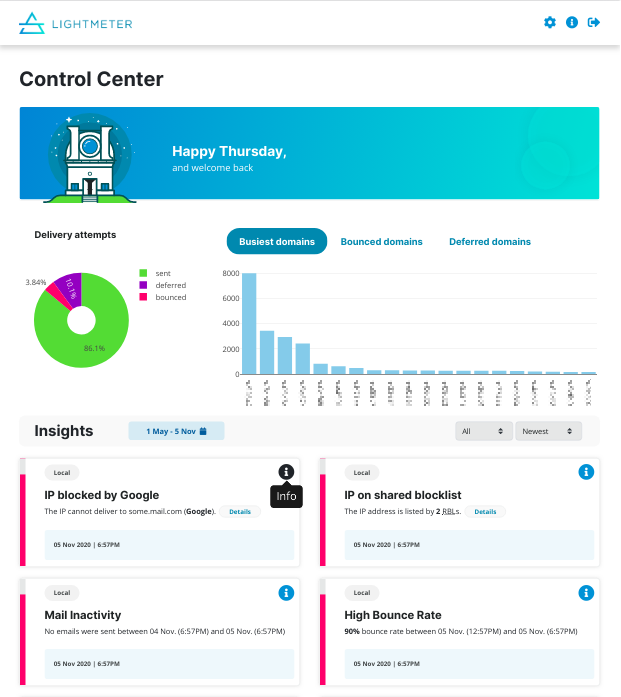 LIGHTMETER
Control Center
Happy Thursday,
and welcome back
Delivery attempts
Busiest domains
Bounced domains
Deferred domains
3.84%
10.1%
86.1%
sent
deferred
bounced
8000
6000
4000
2000
0
Insights
1 May - 5 Nov
All
Newest
Local
Info
IP blocked by Google
The IP cannot deliver to some.mail.com (Google). Details
05 Nov 2020 | 6:57PM
Local
IP on shared blocklist
The IP address is listed by 2 RBLs. Details
05 Nov 2020 | 6:57PM
Local
Mail Inactivity
No emails were sent between 04 Nov. (6:57PM) and 05 Nov. (6:57PM)
05 Nov 2020 | 6:57PM
Local
High Bounce Rate
90% bounce rate between 05 Nov. (12:57PM) and 05 Nov. (6:57PM)
05 Nov 2020 | 6:57PM